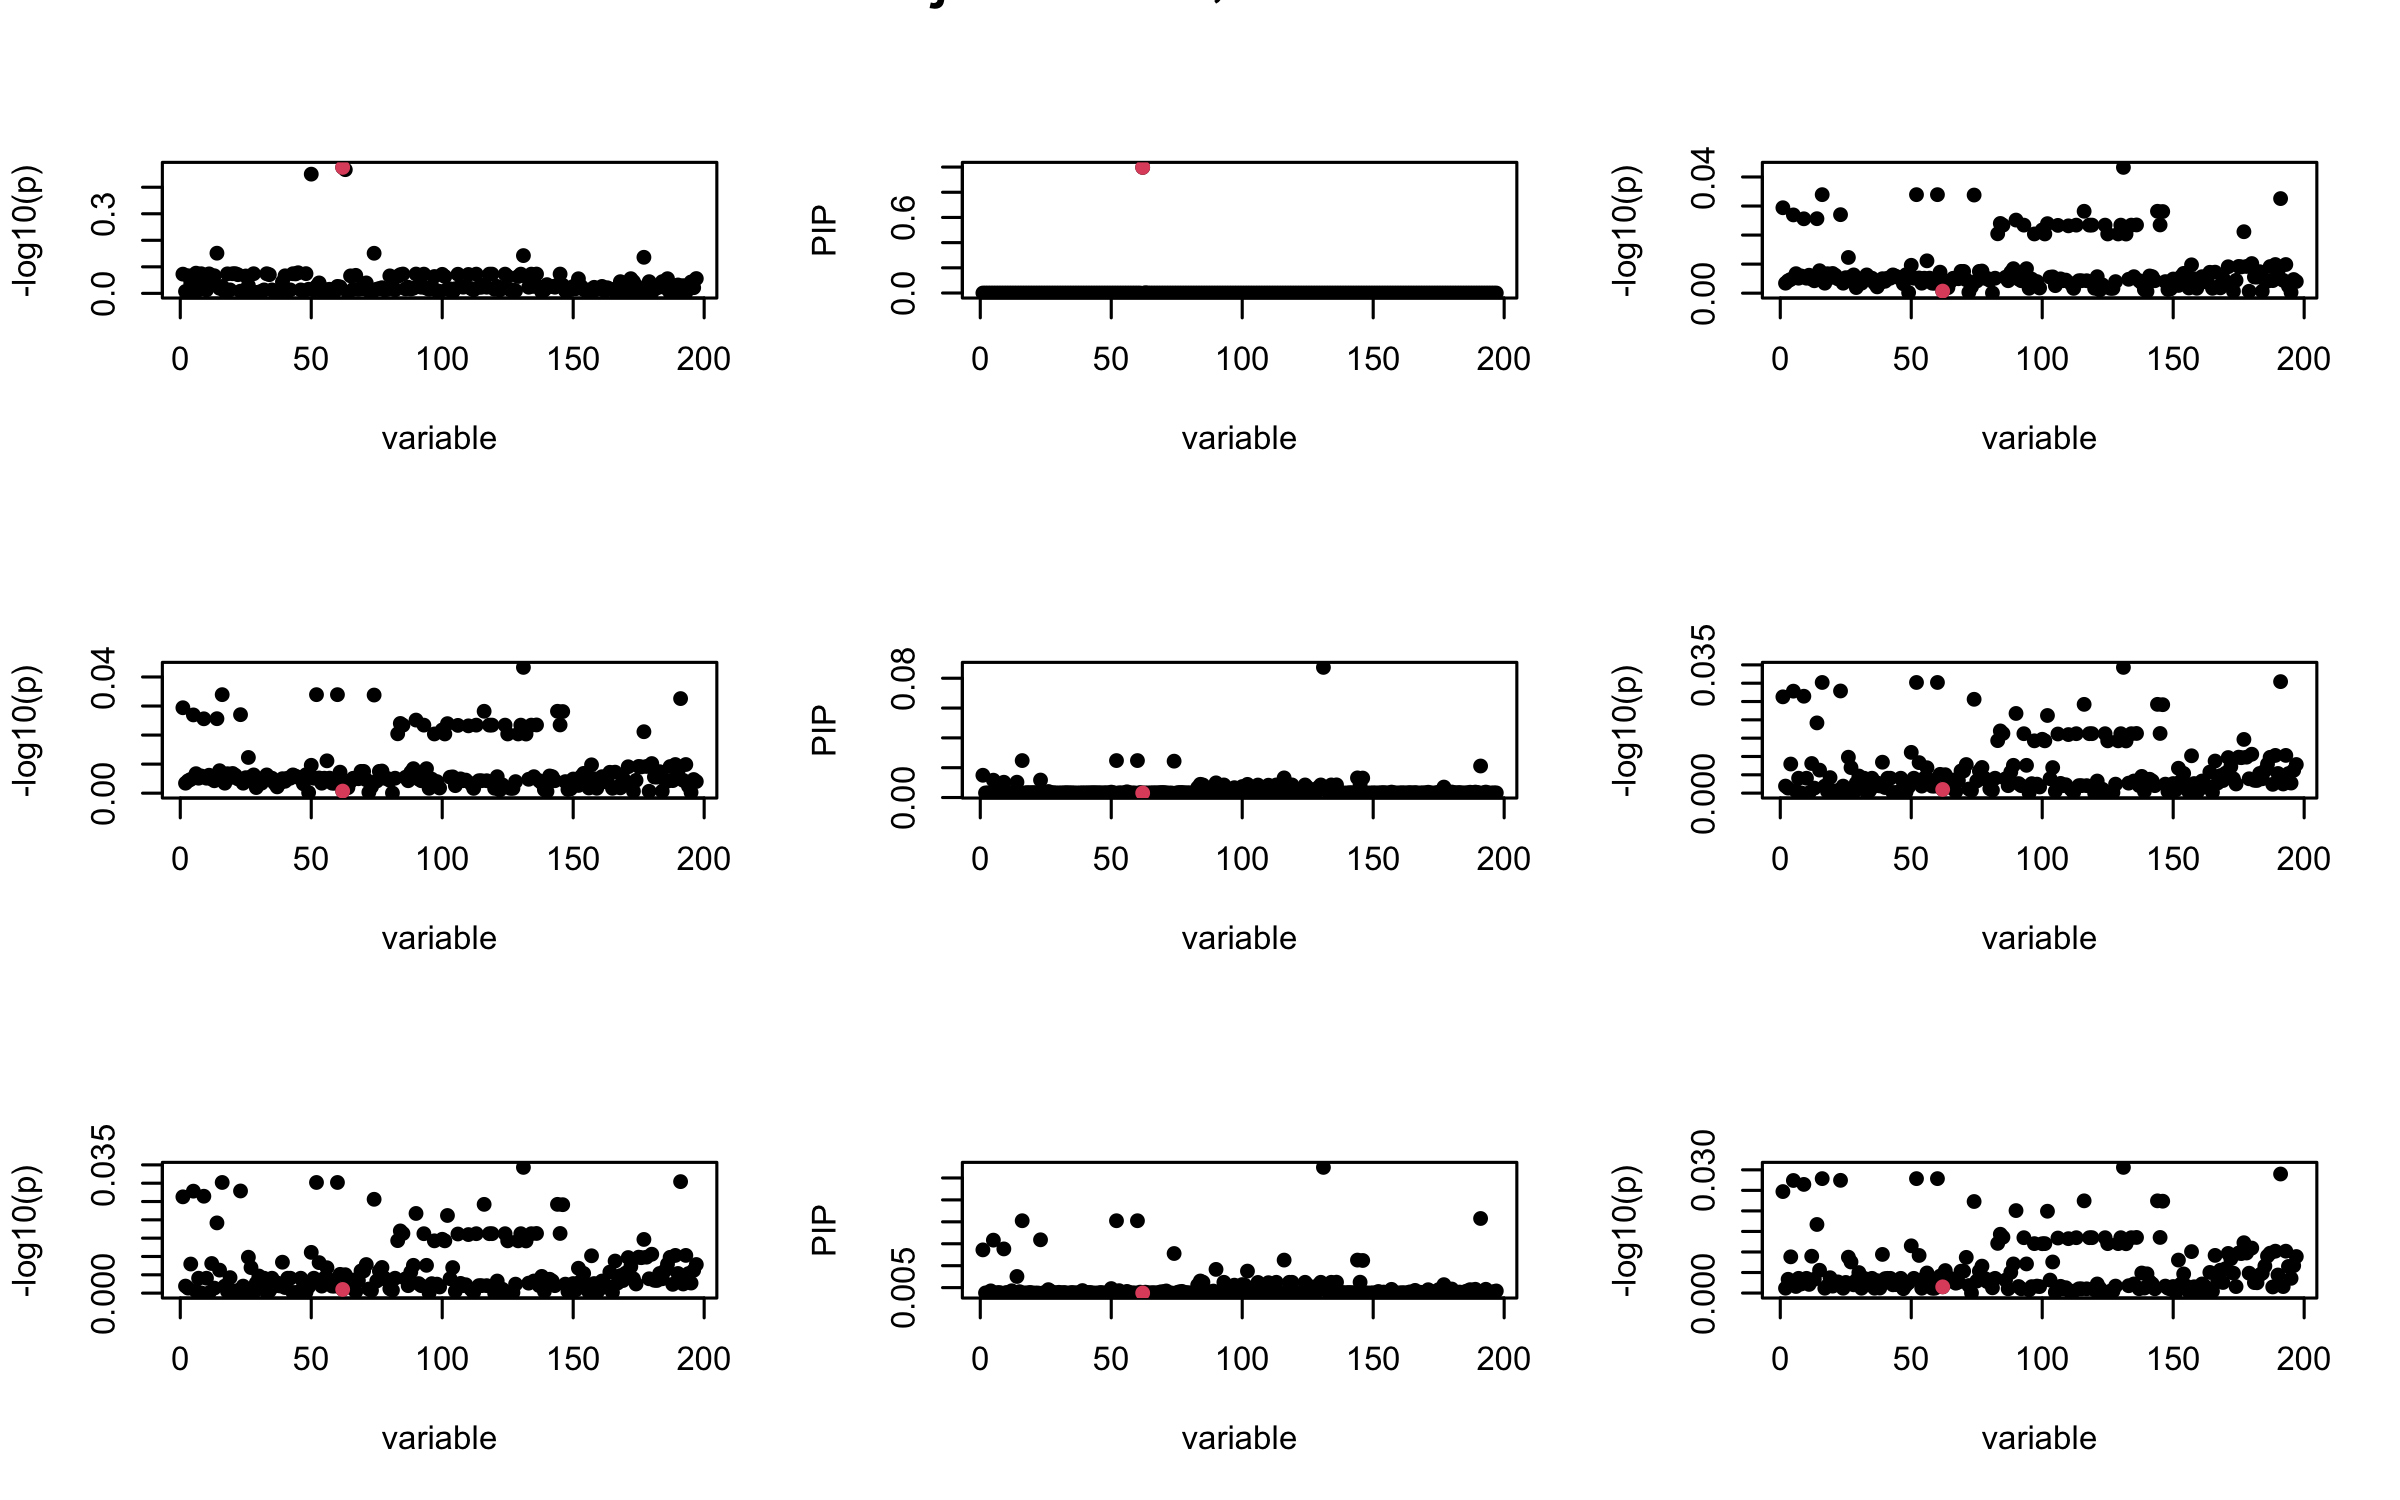 -log10(p) 0.0 0.3 0 50 100 150 200 variable
PIP 0.0 0.6 0 50 100 150 200 variable
-log10(p) 0.00 0.04 0 50 100 150 200 variable
-log10(p) 0.00 0.04 0 50 100 150 200 variable
PIP 0.00 0.08 0 50 100 150 200 variable
-log10(p) 0.000 0.035 0 50 100 150 200 variable
-log10(p) 0.000 0.035 0 50 100 150 200 variable
PIP 0.005 0 50 100 150 200 variable
-log10(p) 0.000 0.030 0 50 100 150 200 variable